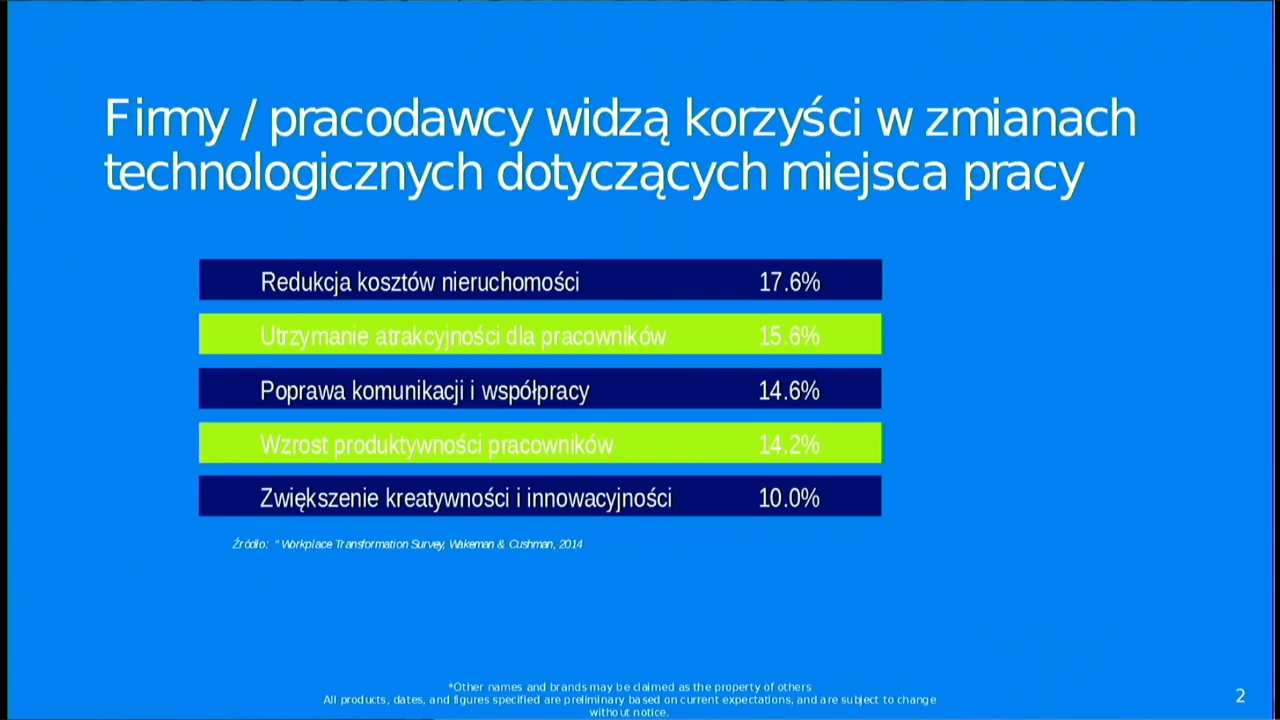 Firmy / pracodawcy widzą korzyści w zmianach
technologicznych dotyczących miejsca pracy
Redukcja kosztów nieruchomości 17.6%
Utrzymanie atrakcyjności dla pracowników 15.6%
Poprawa komunikacji i współpracy 14.6%
Wzrost produktywności pracowników 14.2%
Zwiększenie kreatywności i innowacyjności 10.0%
Źródło: "Workplace Transformation Survey, Wakeman & Cushman, 2014
*Other names and brands may be claimed as the property of others
All products, dates, and figures specified are preliminary based on current expectations, and are subject to change
without notice.
2